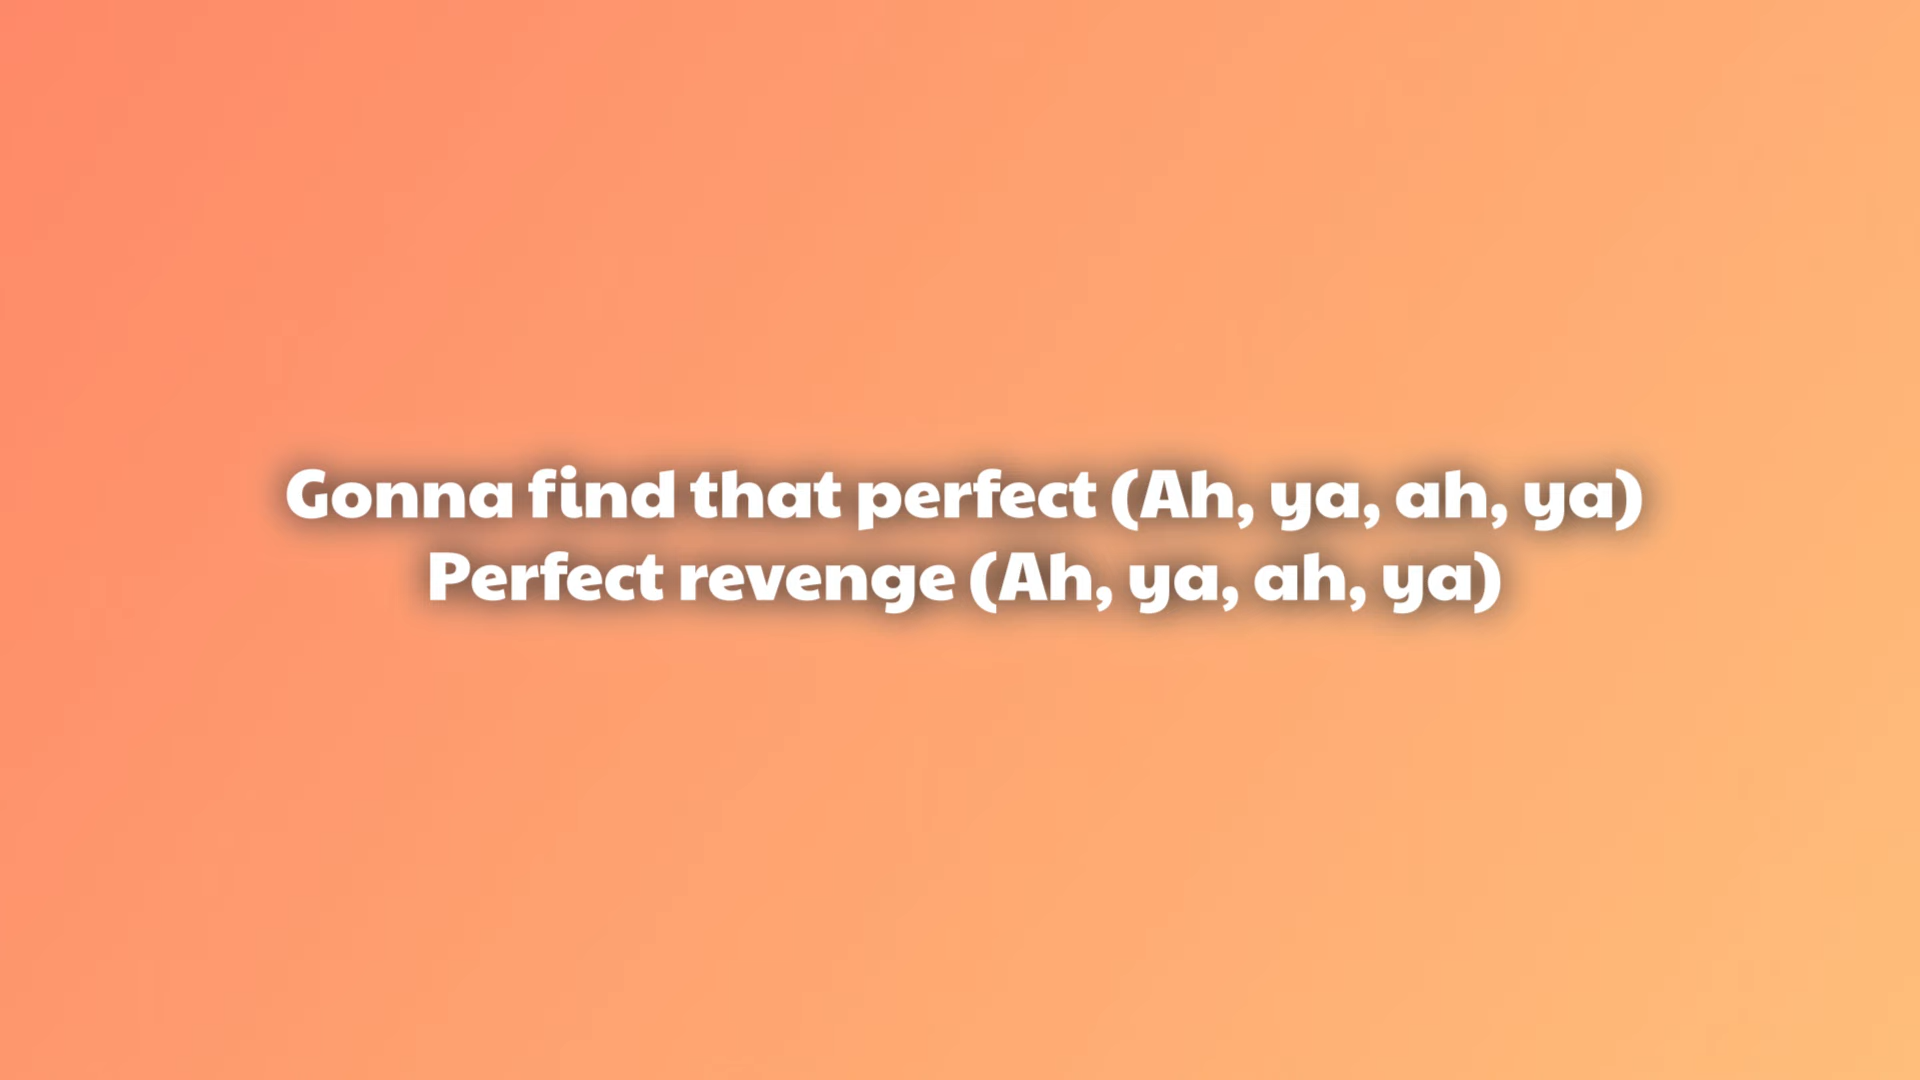 Gonna find that perfect (Ah, ya, ah, ya)
Perfect revenge (Ah, ya, ah, ya)